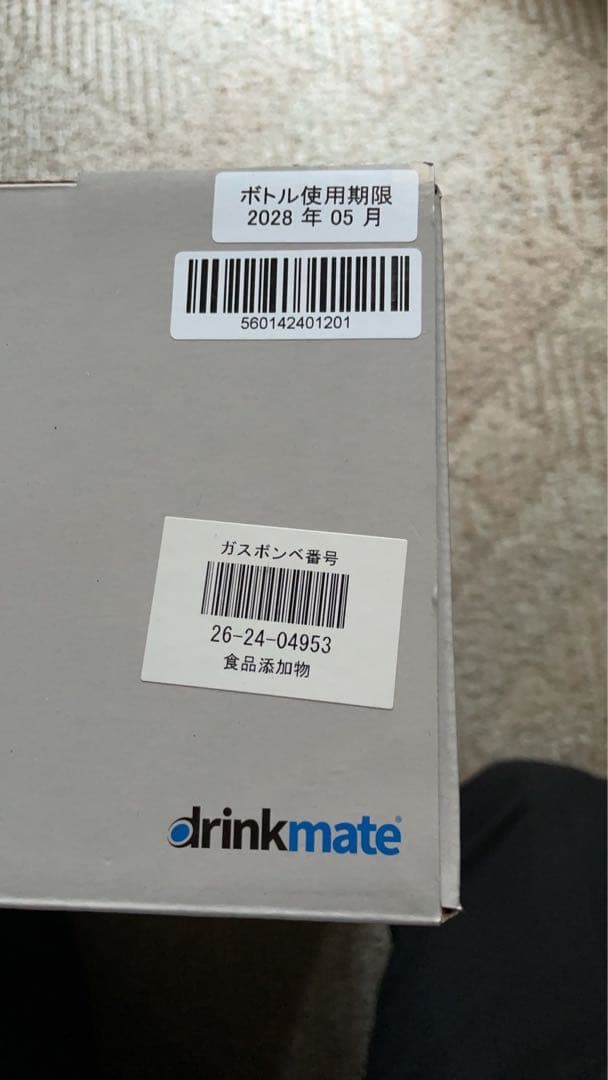 ボトル使用期限
2028 年 05 月
560142401201
ガスボンベ番号
26-24-04953
食品添加物
drinkmate®